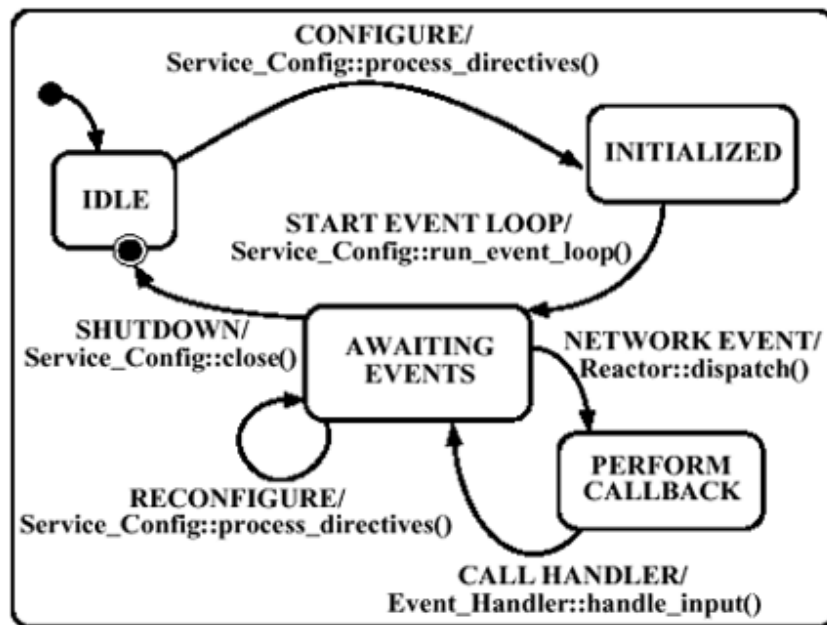 CONFIGURE/
Service_Config::process_directives()
INITIALIZED
IDLE
START EVENT LOOP/
Service_Config::run_event_loop()
SHUTDOWN/
Service_Config::close()
AWAITING
EVENTS
NETWORK EVENT/
Reactor::dispatch()
RECONFIGURE/
Service_Config::process_directives()
PERFORM
CALLBACK
CALL HANDLER/
Event_Handler::handle_input()